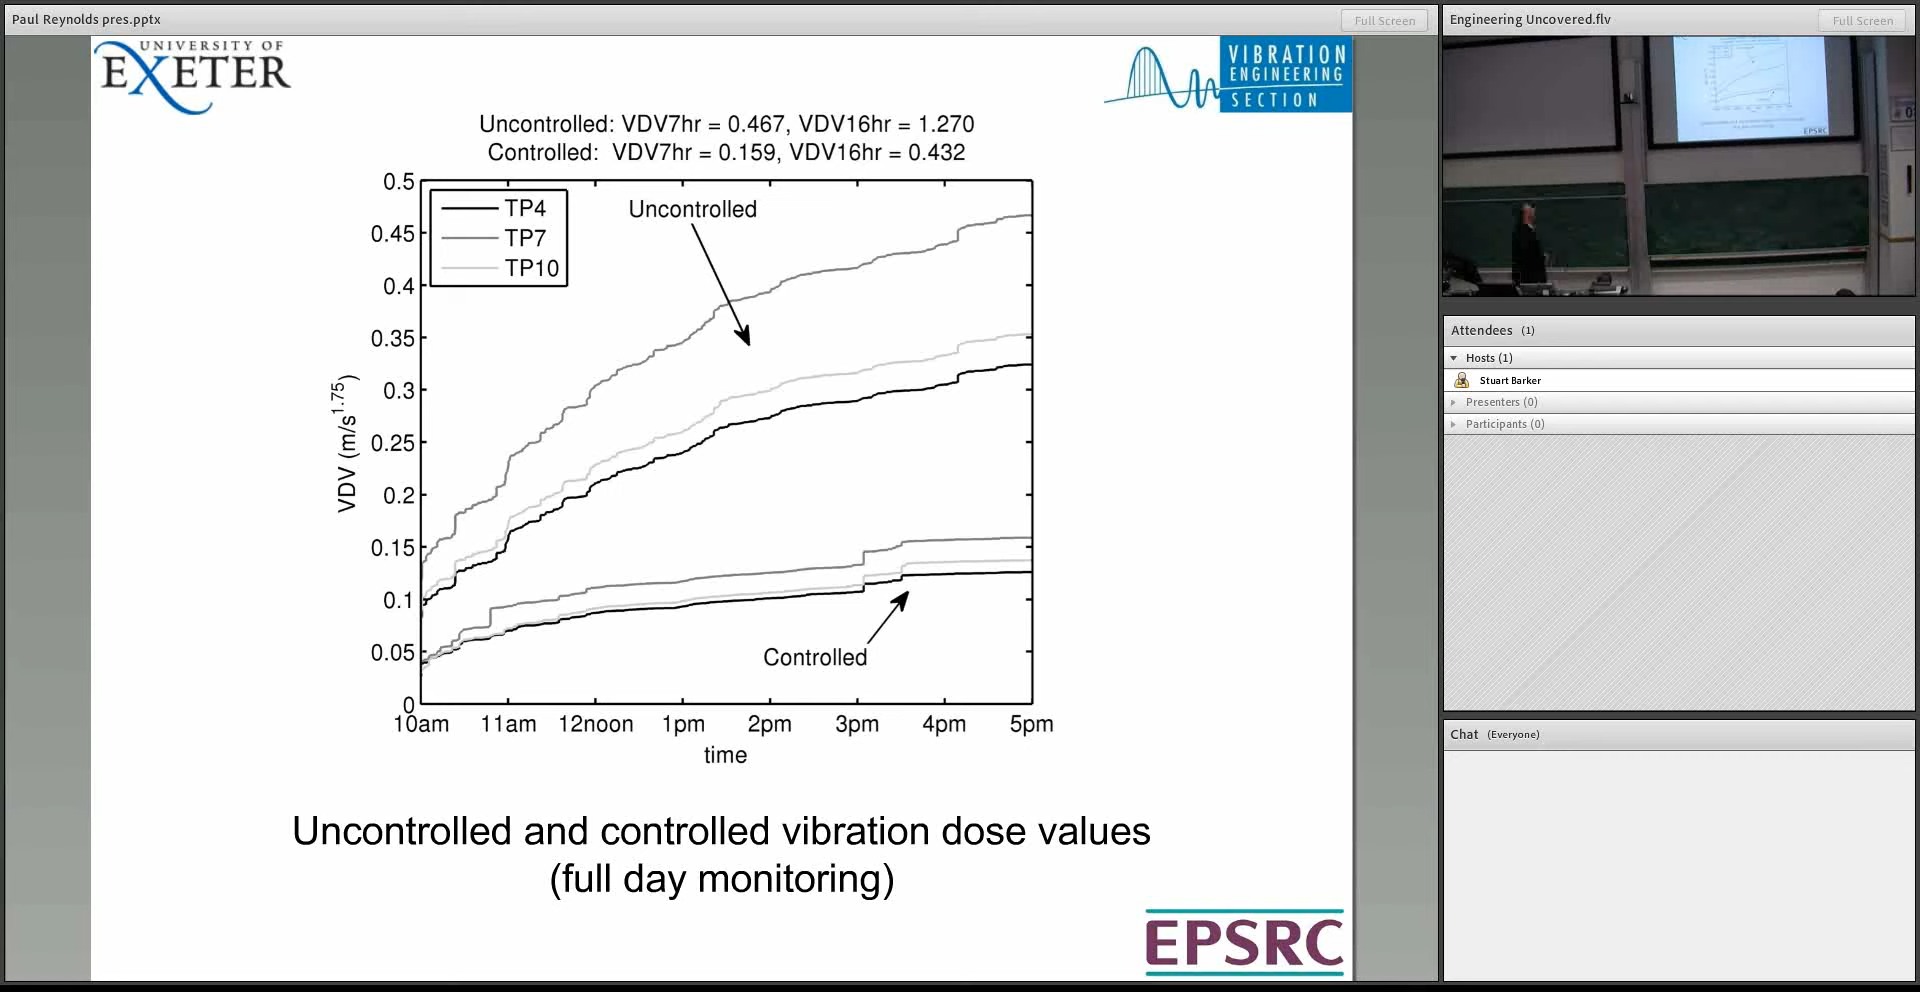 Paul Reynolds pres.pptx
Full Screen
UNIVERSITY OF
EXETER
VIBRATION
ENGINEERING
SECTION
Uncontrolled: VDV7hr = 0.467, VDV16hr = 1.270
Controlled: VDV7hr = 0.159, VDV16hr = 0.432
0.5
0.45
0.4
0.35
0.3
0.25
0.2
0.15
0.1
0.05
0
VDV (m/s^1.75)
TP4
TP7
TP10
Uncontrolled
Controlled
10am 11am 12noon 1pm 2pm 3pm 4pm 5pm
time
Uncontrolled and controlled vibration dose values
(full day monitoring)
EPSRC
Engineering Uncovered.flv
Full Screen
EPSRC
Attendees (1)
Hosts (1)
Stuart Barker
Presenters (0)
Participants (0)
Chat (Everyone)